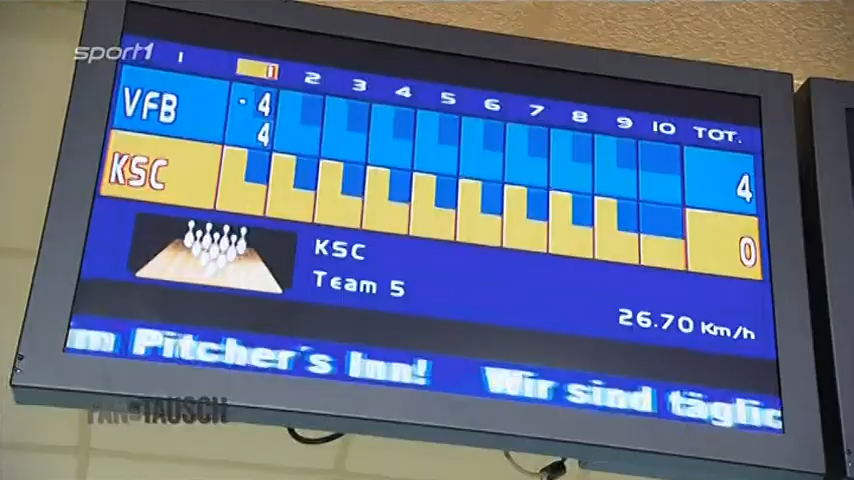 sport1
1 1 2 3 4 5 6 7 8 9 10 TOT.
VFB - 4 4 4
KSC 0
KSC
Team 5
26.70 Km/h
m Pitcher's Inn! Wir sind täglic
FANTAUSCH